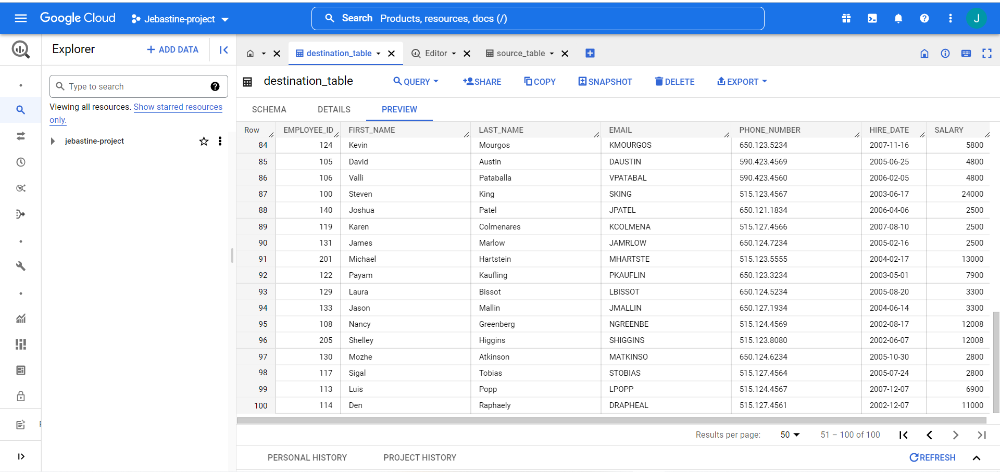 Google Cloud Jebastine-project Search Products, resources, docs (/) J
Explorer ADD DATA destination_table Editor source_table
destination_table QUERY SHARE COPY SNAPSHOT DELETE EXPORT
Type to search
Viewing all resources. Show starred resources
only.
jebastine-project
SCHEMA DETAILS PREVIEW
Row EMPLOYEE_ID FIRST_NAME LAST_NAME EMAIL PHONE_NUMBER HIRE_DATE SALARY
84 124 Kevin Mourgos KMOURGOS 650.123.5234 2007-11-16 5800
85 105 David Austin DAUSTIN 590.423.4569 2005-06-25 4800
86 106 Valli Pataballa VPATABAL 590.423.4560 2006-02-05 4800
87 100 Steven King SKING 515.123.4567 2003-06-17 24000
88 140 Joshua Patel JPATEL 650.121.1834 2006-04-06 2500
89 119 Karen Colmenares KCOLMENA 515.127.4566 2007-08-10 2500
90 131 James Marlow JAMRLOW 650.124.7234 2005-02-16 2500
91 201 Michael Hartstein MHARTSTE 515.123.5555 2004-02-17 13000
92 122 Payam Kaufling PKAUFLIN 650.123.3234 2003-05-01 7900
93 129 Laura Bissot LBISSOT 650.124.5234 2005-08-20 3300
94 133 Jason Mallin JMALLIN 650.127.1934 2004-06-14 3300
95 108 Nancy Greenberg NGREENBE 515.124.4569 2002-08-17 12008
96 205 Shelley Higgins SHIGGINS 515.123.8080 2002-06-07 12008
97 130 Mozhe Atkinson MATKINSO 650.124.6234 2005-10-30 2800
98 117 Sigal Tobias STOBIAS 515.127.4564 2005-07-24 2800
99 113 Luis Popp LPOPP 515.124.4567 2007-12-07 6900
100 114 Den Raphaely DRAPHEAL 515.127.4561 2002-12-07 11000
Results per page: 50 51 – 100 of 100
PERSONAL HISTORY PROJECT HISTORY REFRESH